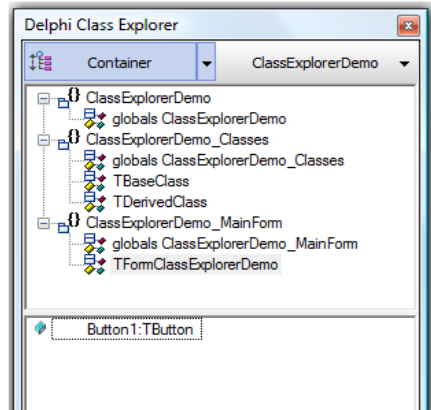 Delphi Class Explorer
Container ClassExplorerDemo
{} ClassExplorerDemo
globals ClassExplorerDemo
{} ClassExplorerDemo_Classes
globals ClassExplorerDemo_Classes
TBaseClass
TDerivedClass
{} ClassExplorerDemo_MainForm
globals ClassExplorerDemo_MainForm
TFormClassExplorerDemo
Button1:TButton